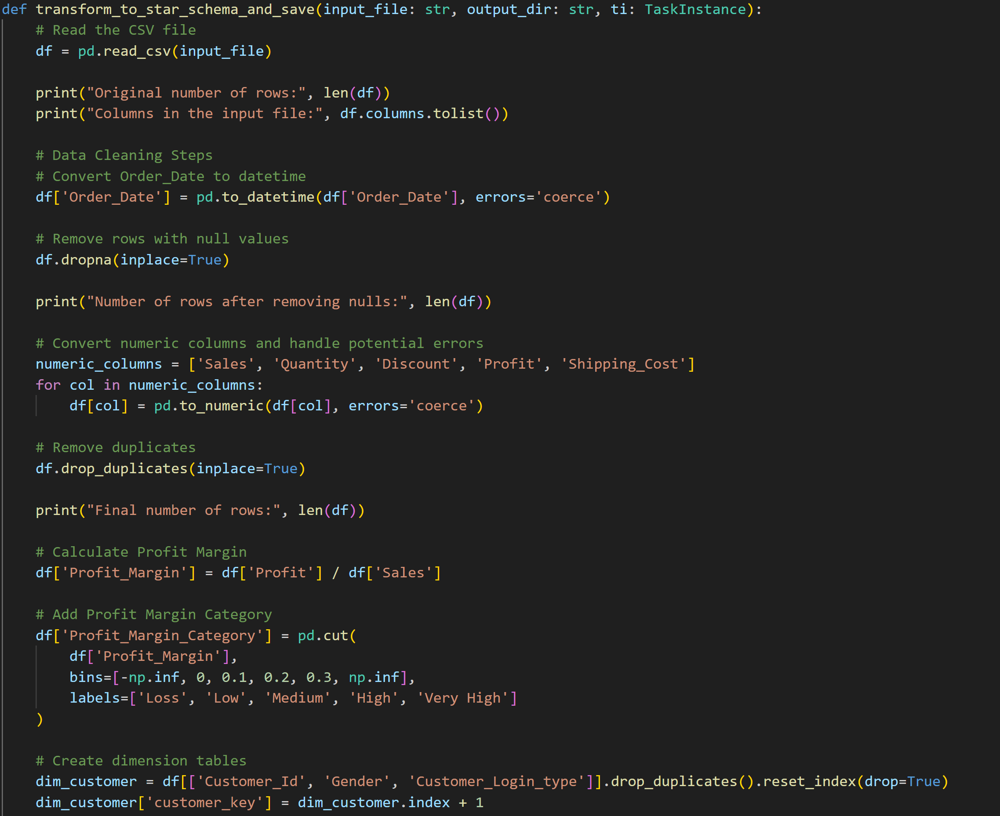 def transform_to_star_schema_and_save(input_file: str, output_dir: str, ti: TaskInstance):
    # Read the CSV file
    df = pd.read_csv(input_file)

    print("Original number of rows:", len(df))
    print("Columns in the input file:", df.columns.tolist())

    # Data Cleaning Steps
    # Convert Order_Date to datetime
    df['Order_Date'] = pd.to_datetime(df['Order_Date'], errors='coerce')

    # Remove rows with null values
    df.dropna(inplace=True)

    print("Number of rows after removing nulls:", len(df))

    # Convert numeric columns and handle potential errors
    numeric_columns = ['Sales', 'Quantity', 'Discount', 'Profit', 'Shipping_Cost']
    for col in numeric_columns:
        df[col] = pd.to_numeric(df[col], errors='coerce')

    # Remove duplicates
    df.drop_duplicates(inplace=True)

    print("Final number of rows:", len(df))

    # Calculate Profit Margin
    df['Profit_Margin'] = df['Profit'] / df['Sales']

    # Add Profit Margin Category
    df['Profit_Margin_Category'] = pd.cut(
        df['Profit_Margin'],
        bins=[-np.inf, 0, 0.1, 0.2, 0.3, np.inf],
        labels=['Loss', 'Low', 'Medium', 'High', 'Very High']
    )

    # Create dimension tables
    dim_customer = df[['Customer_Id', 'Gender', 'Customer_Login_type']].drop_duplicates().reset_index(drop=True)
    dim_customer['customer_key'] = dim_customer.index + 1